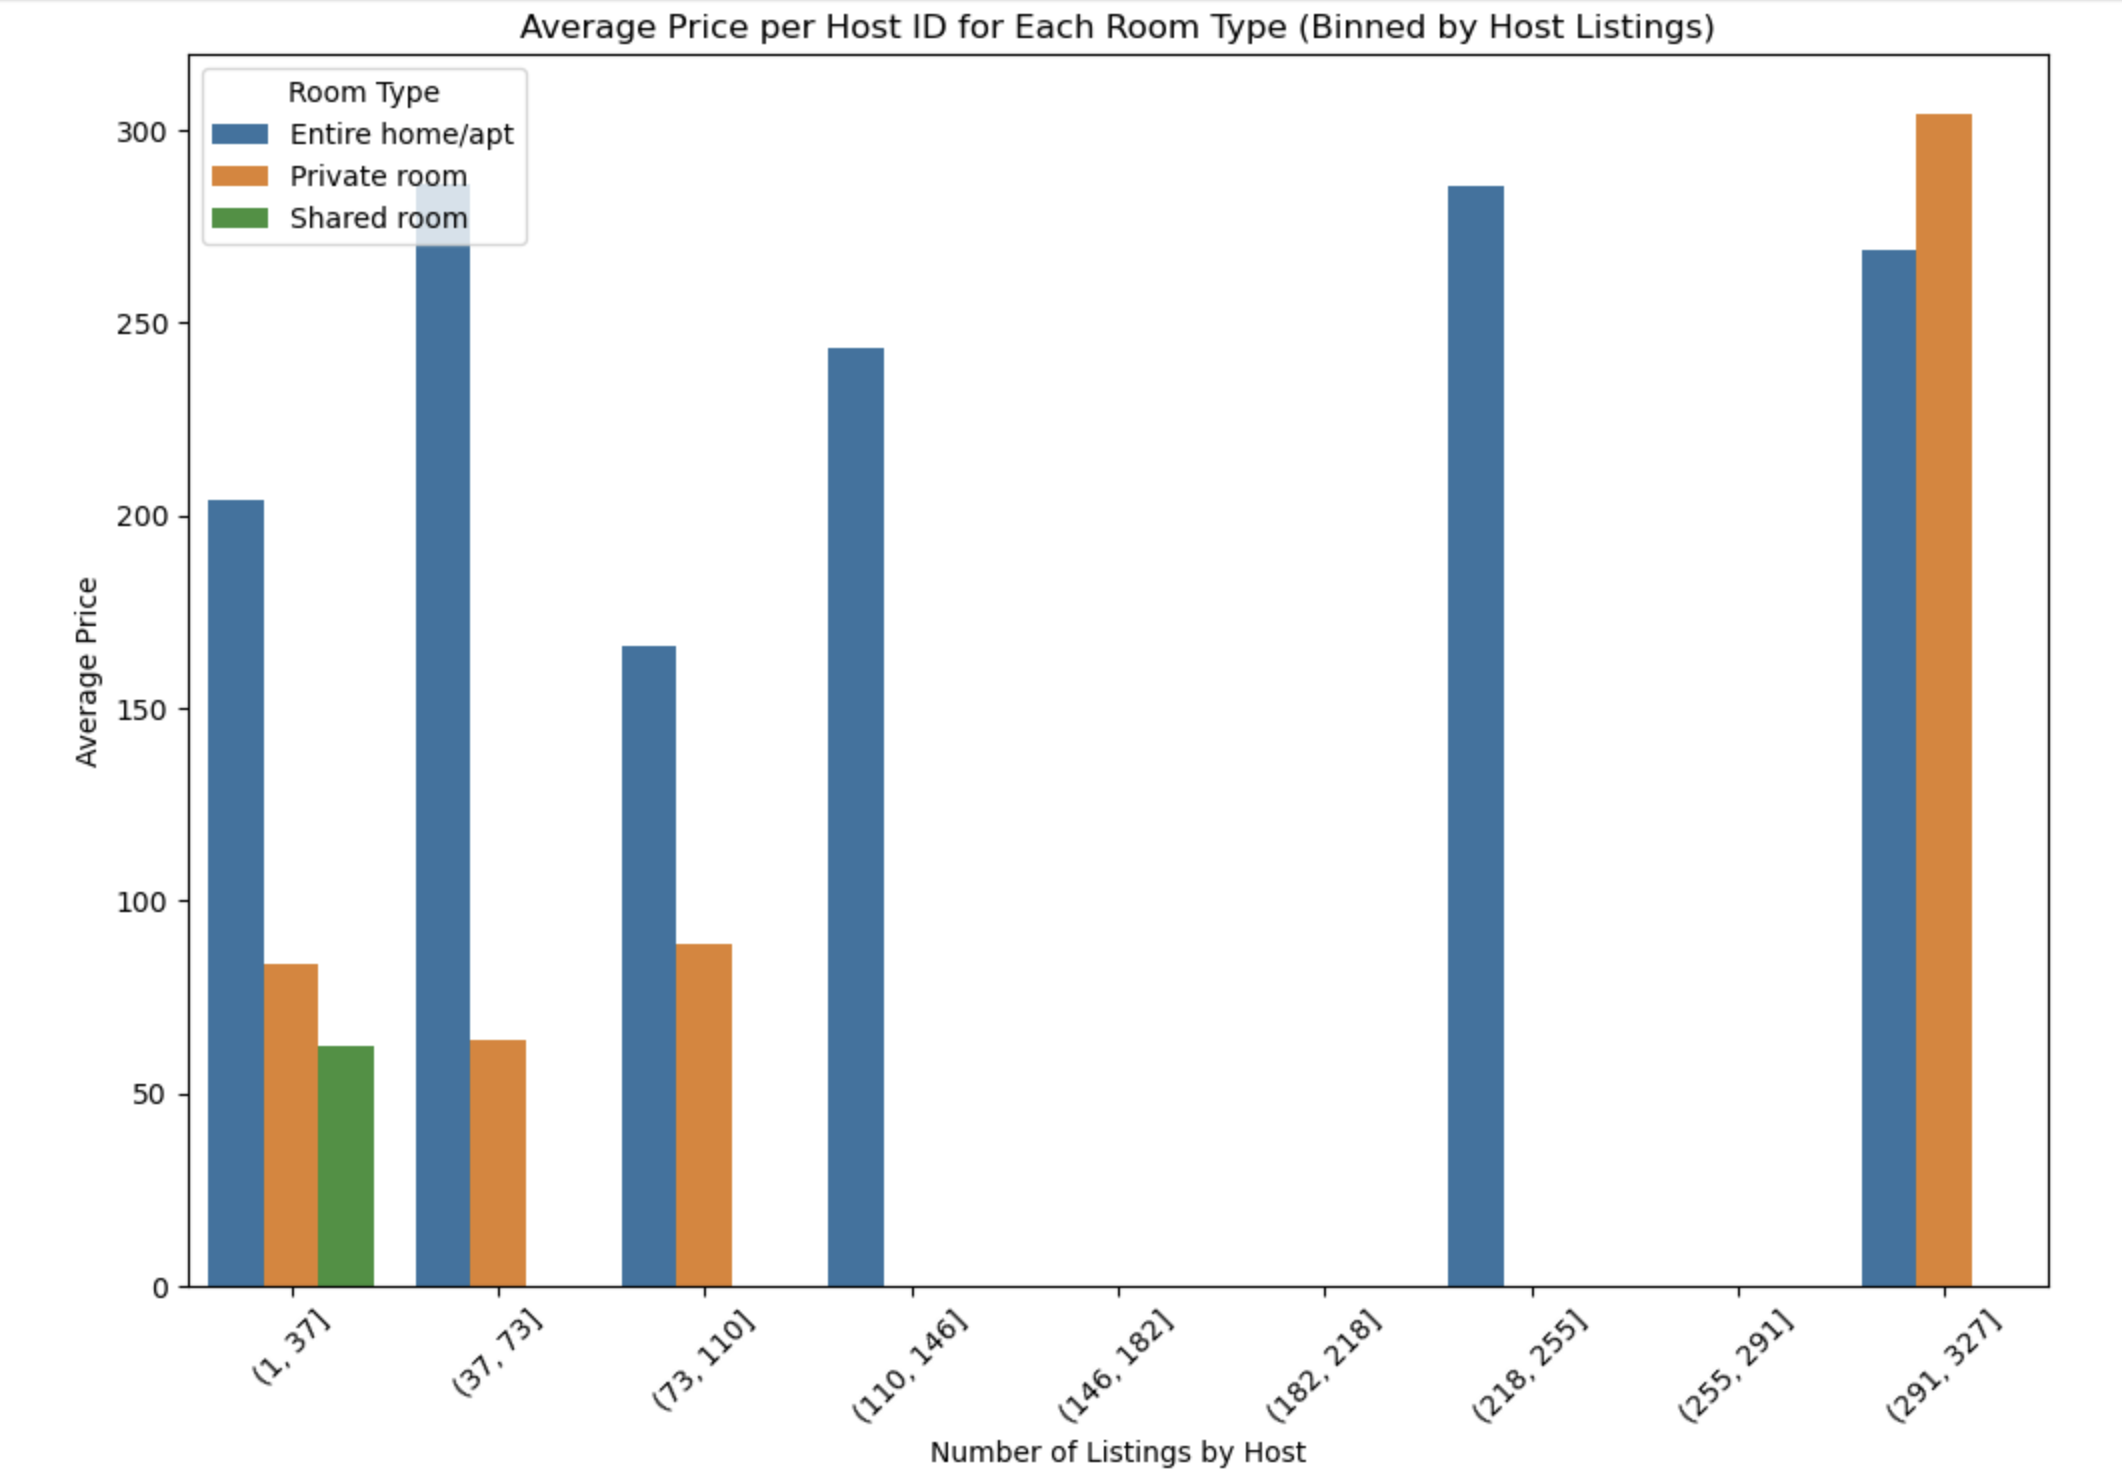 Average Price per Host ID for Each Room Type (Binned by Host Listings)
Room Type
Entire home/apt
Private room
Shared room
300
250
200
150
100
50
0
Average Price
(1, 37]
(37, 73]
(73, 110]
(110, 146]
(146, 182]
(182, 218]
(218, 255]
(255, 291]
(291, 327]
Number of Listings by Host